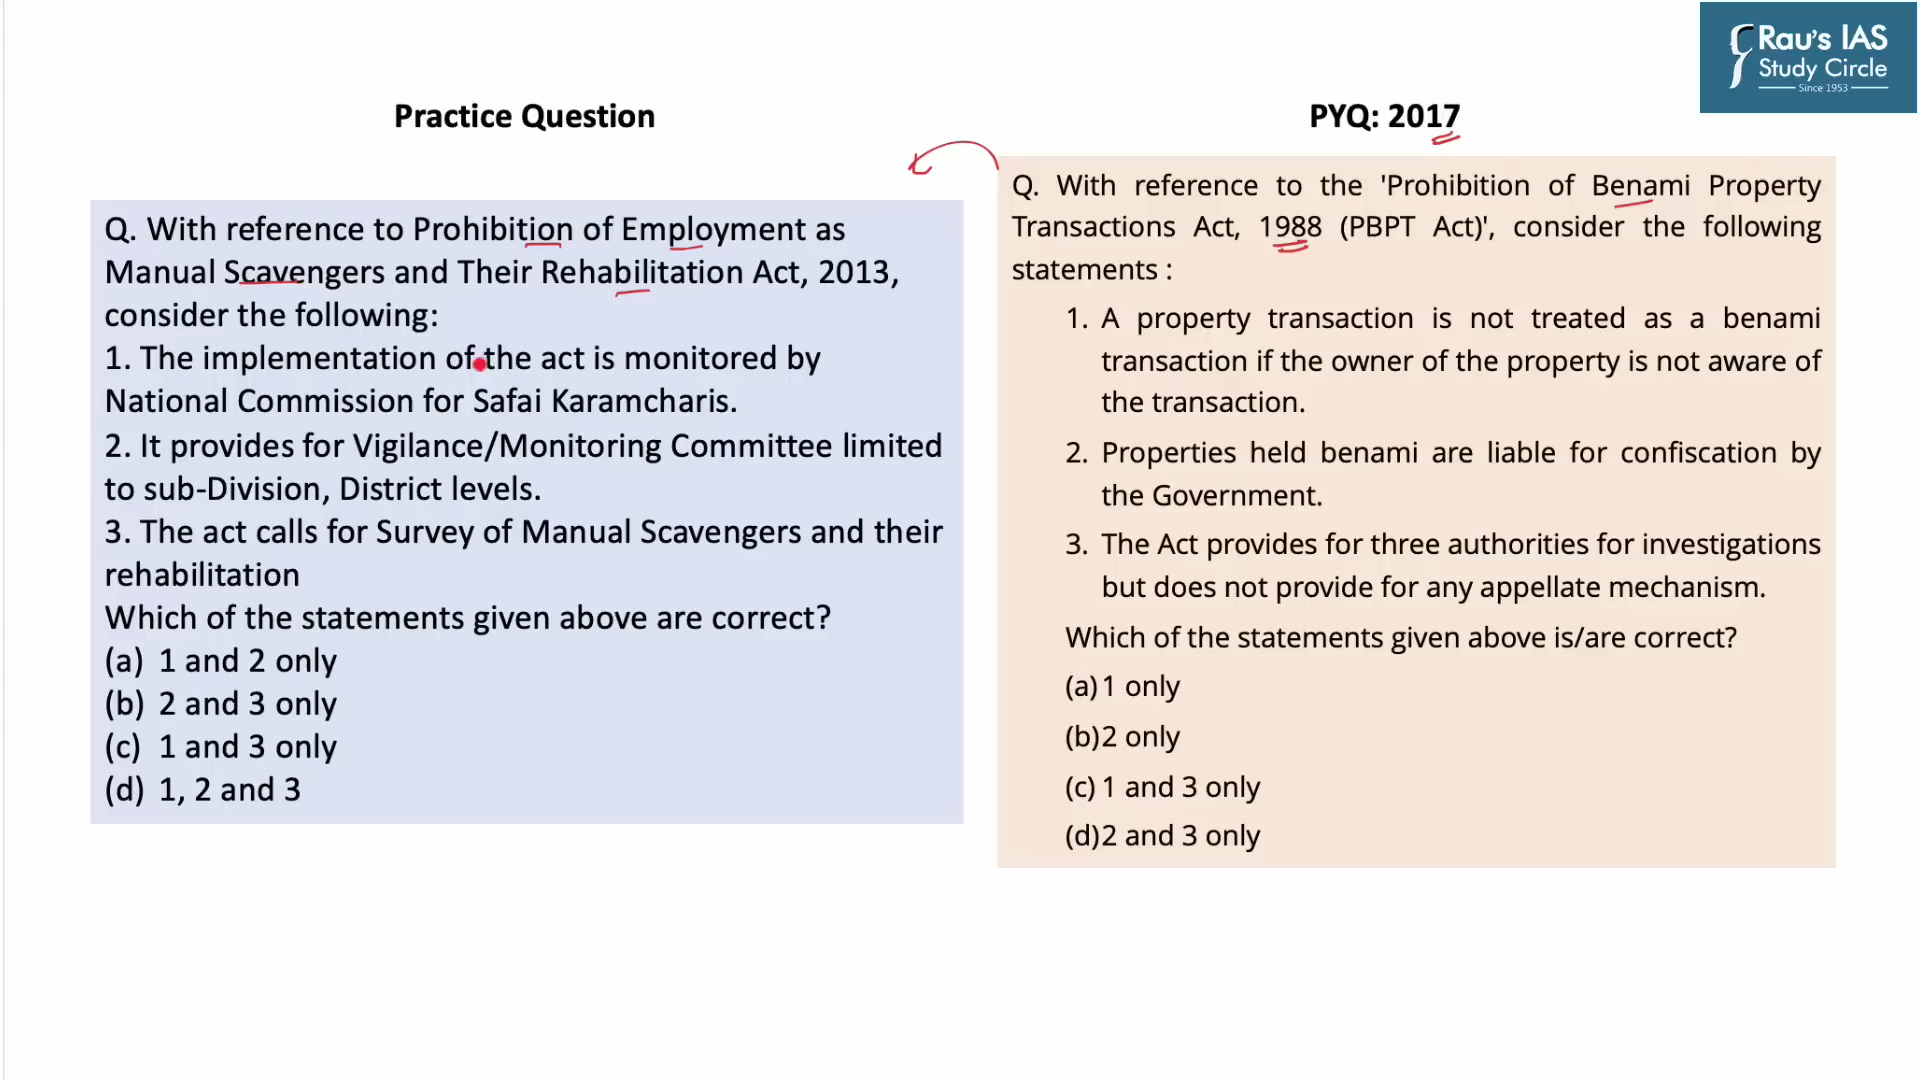 Rau's IAS
Study Circle
Since 1953
Practice Question
Q. With reference to Prohibition of Employment as
Manual Scavengers and Their Rehabilitation Act, 2013,
consider the following:
1. The implementation of the act is monitored by
National Commission for Safai Karamcharis.
2. It provides for Vigilance/Monitoring Committee limited
to sub-Division, District levels.
3. The act calls for Survey of Manual Scavengers and their
rehabilitation
Which of the statements given above are correct?
(a) 1 and 2 only
(b) 2 and 3 only
(c) 1 and 3 only
(d) 1, 2 and 3
PYQ: 2017
Q. With reference to the 'Prohibition of Benami Property
Transactions Act, 1988 (PBPT Act)', consider the following
statements :
1. A property transaction is not treated as a benami
transaction if the owner of the property is not aware of
the transaction.
2. Properties held benami are liable for confiscation by
the Government.
3. The Act provides for three authorities for investigations
but does not provide for any appellate mechanism.
Which of the statements given above is/are correct?
(a) 1 only
(b) 2 only
(c) 1 and 3 only
(d) 2 and 3 only